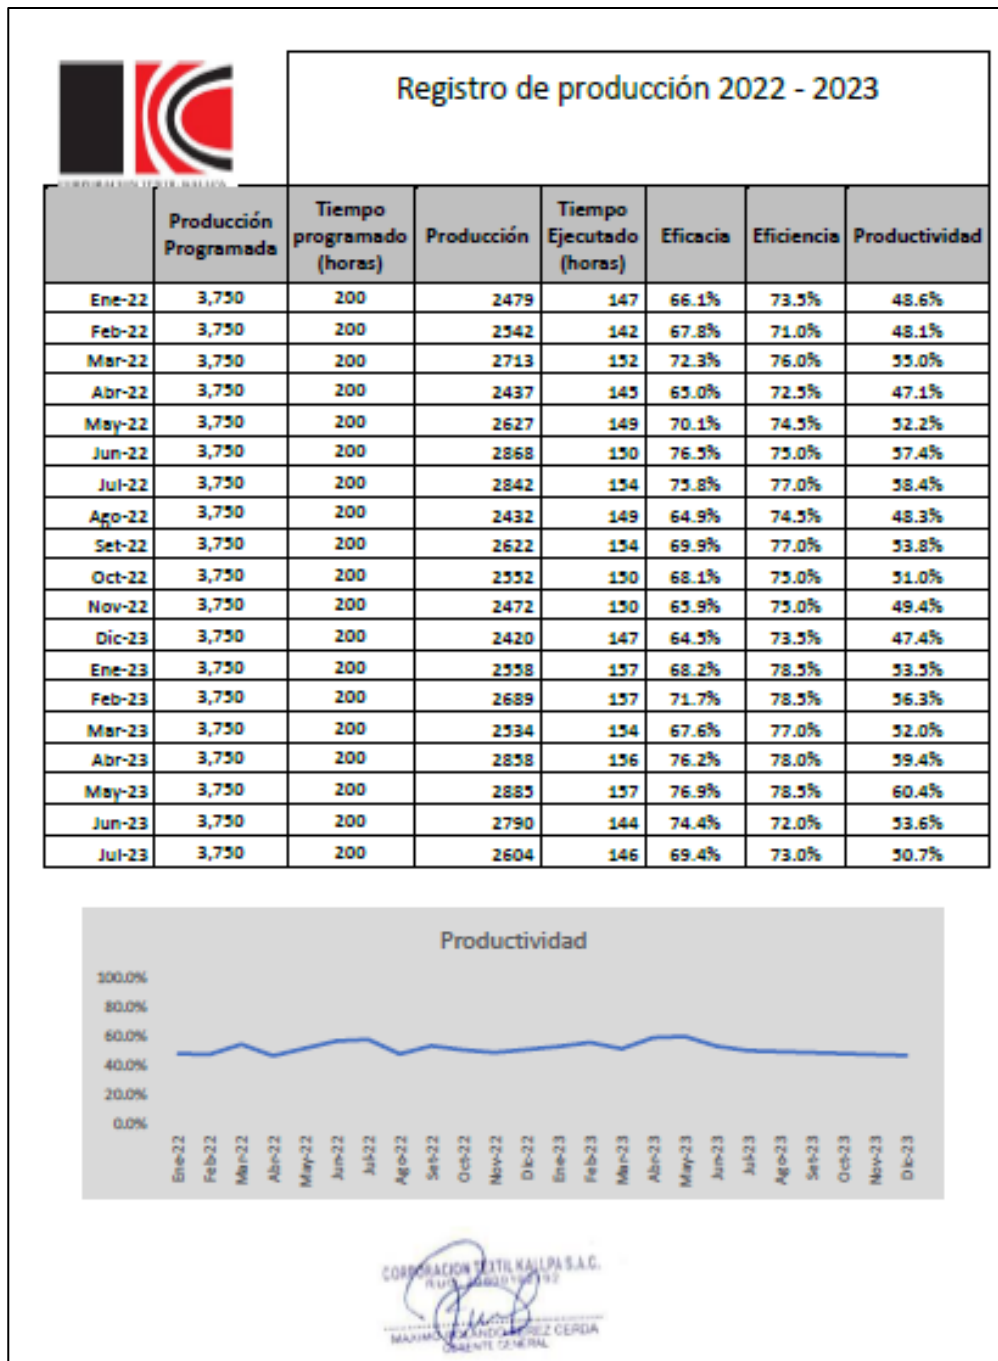 Registro de producción 2022 - 2023
CORPORACION TEXTIL KALLPA
Producción Programada Tiempo programado (horas) Producción Tiempo Ejecutado (horas) Eficacia Eficiencia Productividad
Ene-22 3,750 200 2479 147 66.1% 73.5% 48.6%
Feb-22 3,750 200 2542 142 67.8% 71.0% 48.1%
Mar-22 3,750 200 2713 152 72.3% 76.0% 55.0%
Abr-22 3,750 200 2437 145 65.0% 72.5% 47.1%
May-22 3,750 200 2627 149 70.1% 74.5% 52.2%
Jun-22 3,750 200 2868 150 76.5% 75.0% 57.4%
Jul-22 3,750 200 2842 154 75.8% 77.0% 58.4%
Ago-22 3,750 200 2432 149 64.9% 74.5% 48.3%
Set-22 3,750 200 2622 154 69.9% 77.0% 53.8%
Oct-22 3,750 200 2552 150 68.1% 75.0% 51.0%
Nov-22 3,750 200 2472 150 65.9% 75.0% 49.4%
Dic-23 3,750 200 2420 147 64.5% 73.5% 47.4%
Ene-23 3,750 200 2558 157 68.2% 78.5% 53.5%
Feb-23 3,750 200 2689 157 71.7% 78.5% 56.3%
Mar-23 3,750 200 2534 154 67.6% 77.0% 52.0%
Abr-23 3,750 200 2858 156 76.2% 78.0% 59.4%
May-23 3,750 200 2885 157 76.9% 78.5% 60.4%
Jun-23 3,750 200 2790 144 74.4% 72.0% 53.6%
Jul-23 3,750 200 2604 146 69.4% 73.0% 50.7%
Productividad
100.0%
80.0%
60.0%
40.0%
20.0%
0.0%
Ene-22 Feb-22 Mar-22 Abr-22 May-22 Jun-22 Jul-22 Ago-22 Set-22 Oct-22 Nov-22 Dic-22 Ene-23 Feb-23 Mar-23 Abr-23 May-23 Jun-23 Jul-23 Ago-23 Set-23 Oct-23 Nov-23 Dic-23
CORPORACION TEXTIL KALLPA S.A.C.
MAXIMO ROLANDO PEREZ CERDA
GERENTE GENERAL